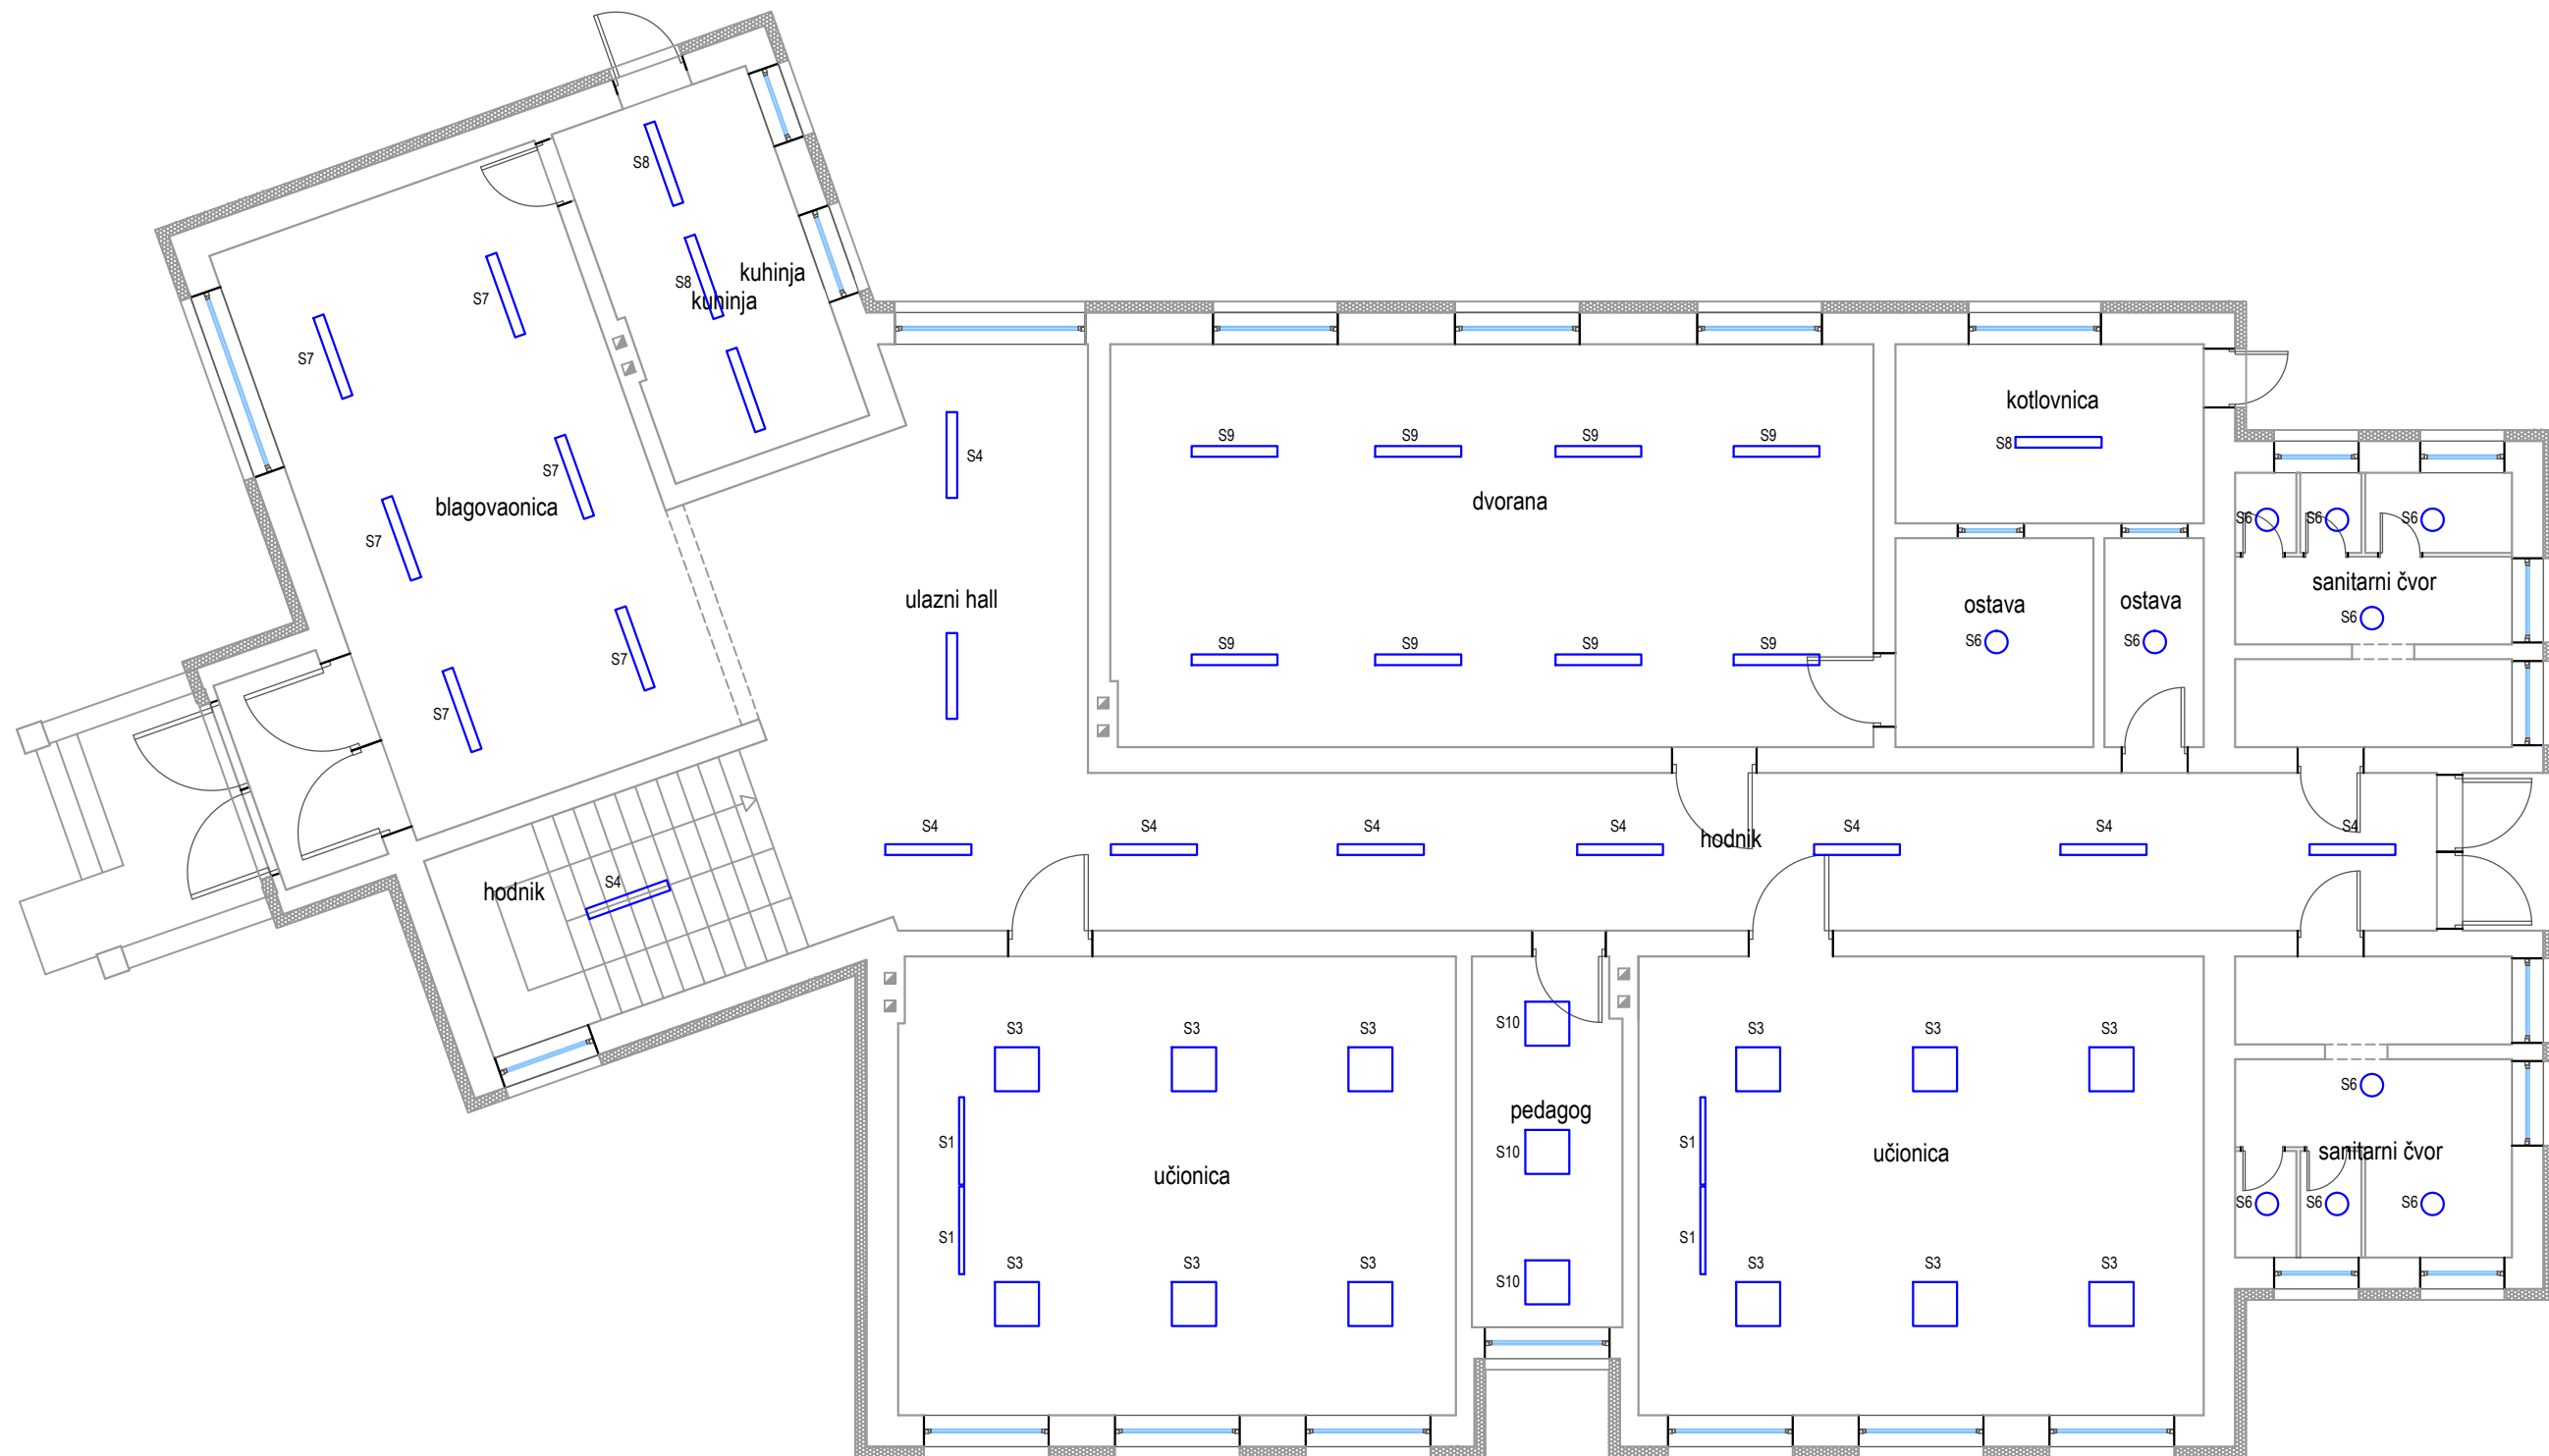 S8
S8
kuhinja
kuhinja
S7
S7
S7
S7
S7
S7
blagovaonica
S4
ulazni hall
S9
S9
S9
S9
dvorana
S9
S9
S9
S9
kotlovnica
S8
ostava
S6
ostava
S6
S6
S6
S6
sanitarni čvor
S6
S4
S4
S4
S4
hodnik
S4
S4
S4
hodnik
S4
S3
S3
S3
S1
učionica
S1
S3
S3
S3
S10
pedagog
S10
S10
S3
S3
S3
S1
učionica
S1
S3
S3
S3
S6
sanitarni čvor
S6
S6
S6